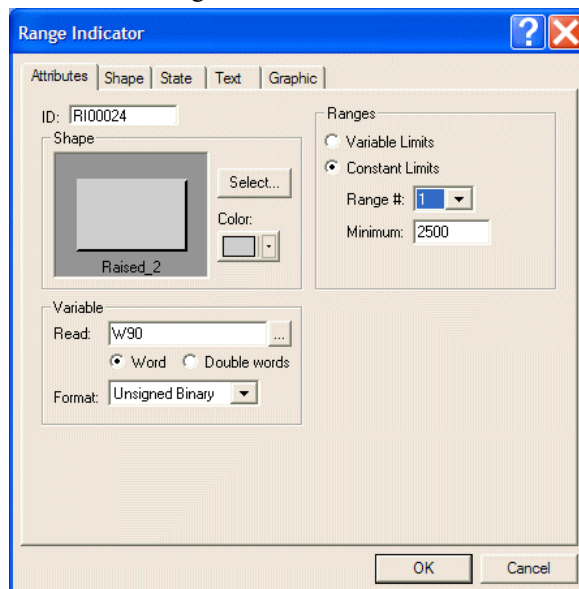 Range Indicator
Attributes Shape State Text Graphic
ID: RI00024
Shape
Select...
Color:
Raised_2
Variable
Read: W90 ...
Word Double words
Format: Unsigned Binary
Ranges
Variable Limits
Constant Limits
Range #: 1
Minimum: 2500
OK Cancel